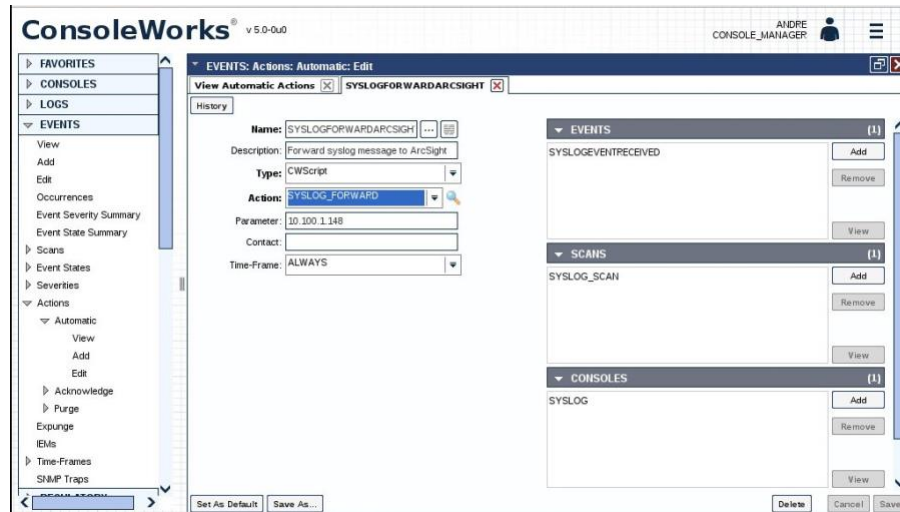 ConsoleWorks® v 5.0-0u0
ANDRE
CONSOLE_MANAGER
FAVORITES
CONSOLES
LOGS
EVENTS
View
Add
Edit
Occurrences
Event Severity Summary
Event State Summary
Scans
Event States
Severities
Actions
Automatic
View
Add
Edit
Acknowledge
Purge
Expunge
IEMs
Time-Frames
SNMP Traps
EVENTS: Actions: Automatic: Edit
View Automatic Actions SYSLOGFORWARDARCSIGHT
History
Name: SYSLOGFORWARDARCSIGH ...
Description: Forward syslog message to ArcSight
Type: CWScript
Action: SYSLOG_FORWARD
Parameter: 10.100.1.148
Contact:
Time-Frame: ALWAYS
EVENTS (1)
SYSLOGEVENTRECEIVED
Add
Remove
View
SCANS (1)
SYSLOG_SCAN
Add
Remove
View
CONSOLES (1)
SYSLOG
Add
Remove
View
Set As Default Save As... Delete Cancel Save